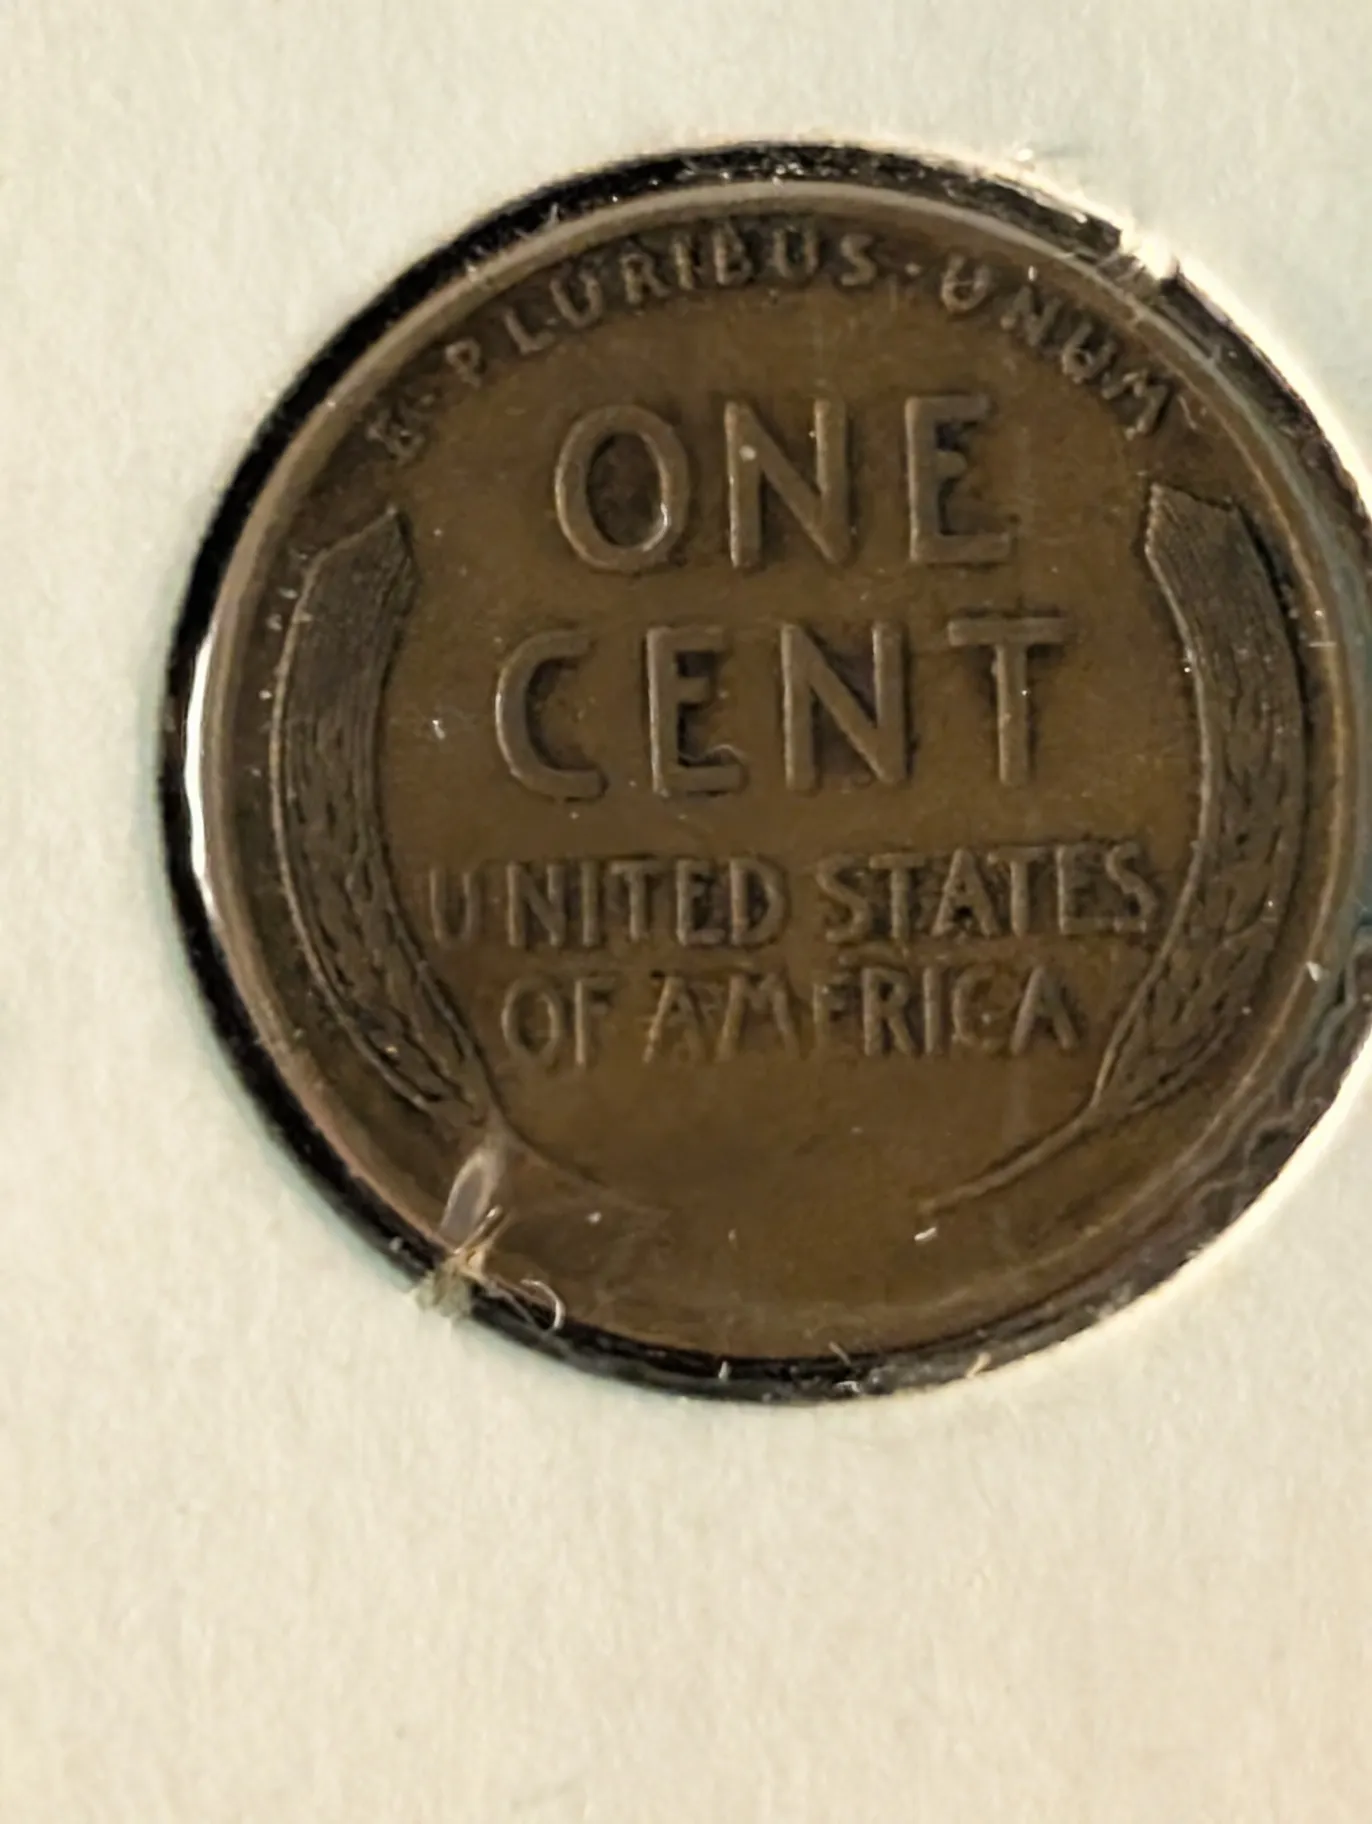 E·PLURIBUS·UNUM
ONE
CENT
UNITED STATES
OF AMERICA